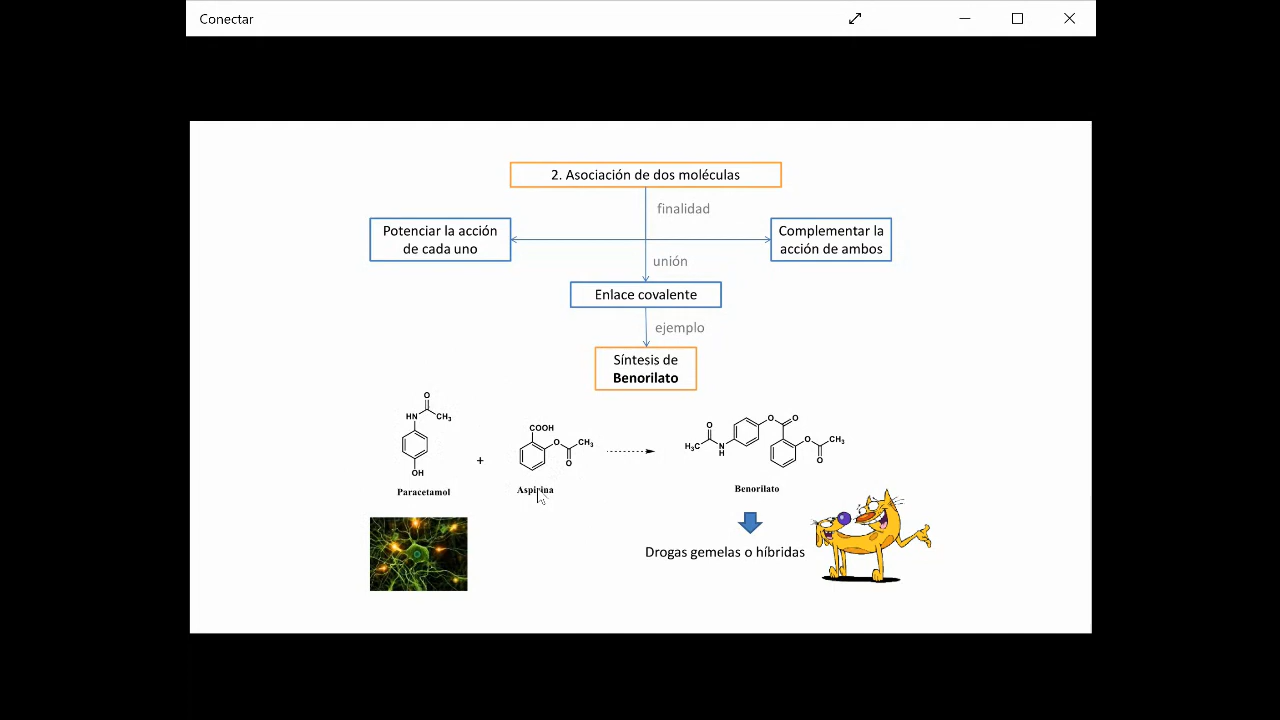 Conectar
2. Asociación de dos moléculas
finalidad
Potenciar la acción
de cada uno
Complementar la
acción de ambos
unión
Enlace covalente
ejemplo
Síntesis de
Benorilato
O
HN
CH3
OH
Paracetamol
+
COOH
O
CH3
O
Aspirina
O
H3C
N
H
O
O
O
CH3
O
Benorilato
Drogas gemelas o híbridas